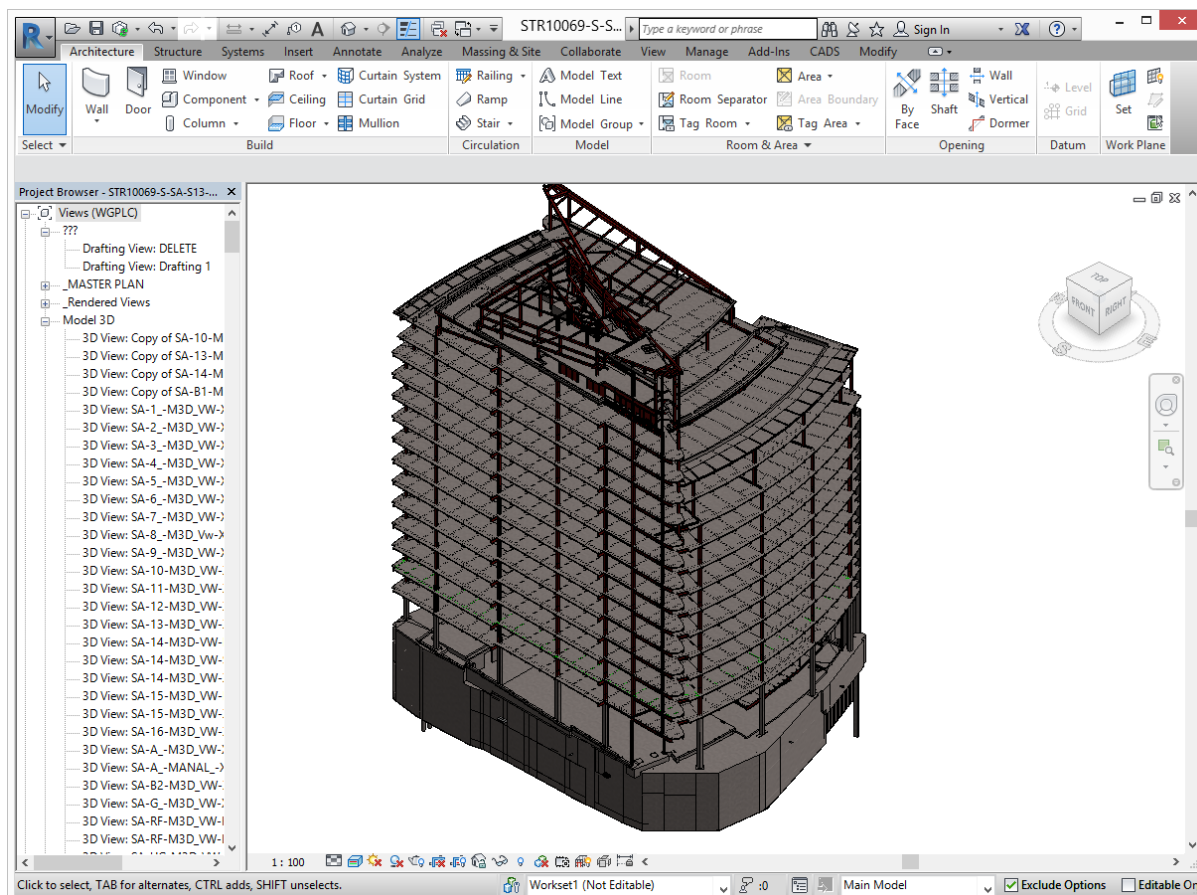 STR10069-S-S...
Type a keyword or phrase
Sign In
Architecture Structure Systems Insert Annotate Analyze Massing & Site Collaborate View Manage Add-Ins CADS Modify
Modify
Select
Wall
Door
Window
Component
Column
Roof
Ceiling
Floor
Curtain System
Curtain Grid
Mullion
Build
Railing
Ramp
Stair
Circulation
Model Text
Model Line
Model Group
Model
Room
Room Separator
Tag Room
Area
Area Boundary
Tag Area
Room & Area
By Face
Shaft
Wall
Vertical
Dormer
Opening
Level
Grid
Datum
Set
Work Plane
Project Browser - STR10069-S-SA-S13-...
Views (WGPLC)
???
Drafting View: DELETE
Drafting View: Drafting 1
_MASTER PLAN
_Rendered Views
Model 3D
3D View: Copy of SA-10-M
3D View: Copy of SA-13-M
3D View: Copy of SA-14-M
3D View: Copy of SA-B1-M
3D View: SA-1_-M3D_VW-X
3D View: SA-2_-M3D_VW-X
3D View: SA-3_-M3D_VW-X
3D View: SA-4_-M3D_VW-X
3D View: SA-5_-M3D_VW-X
3D View: SA-6_-M3D_VW-X
3D View: SA-7_-M3D_VW-X
3D View: SA-8_-M3D_Vw-X
3D View: SA-9_-M3D_VW-X
3D View: SA-10-M3D_VW-
3D View: SA-11-M3D_VW-
3D View: SA-12-M3D_VW-
3D View: SA-13-M3D_VW-
3D View: SA-14-M3D-VW-
3D View: SA-14-M3D_VW-
3D View: SA-14-M3D_VW-
3D View: SA-15-M3D_VW-
3D View: SA-15-M3D_VW-
3D View: SA-16-M3D_VW-
3D View: SA-A_-M3D_VW-X
3D View: SA-A_-MANAL_-X
3D View: SA-B2-M3D_VW-
3D View: SA-G_-M3D_VW-
3D View: SA-RF-M3D_VW-I
3D View: SA-RF-M3D_VW-I
TOP
FRONT
RIGHT
1 : 100
Click to select, TAB for alternates, CTRL adds, SHIFT unselects.
Workset1 (Not Editable)
:0
Main Model
Exclude Options
Editable On